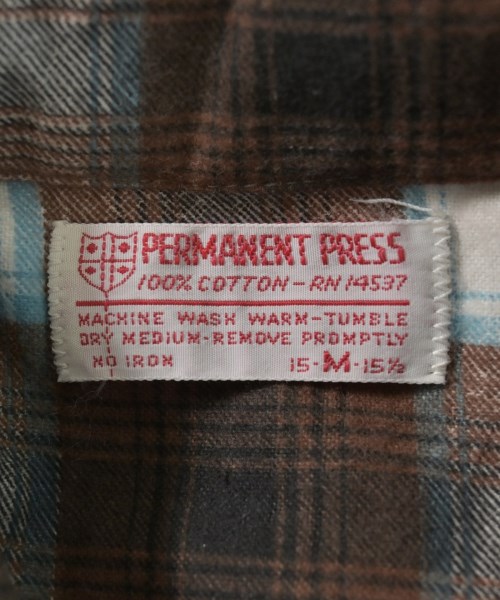 PERMANENT PRESS
100% COTTON - RN 14537
MACHINE WASH WARM-TUMBLE
DRY MEDIUM-REMOVE PROMPTLY
NO IRON 15-M-15½